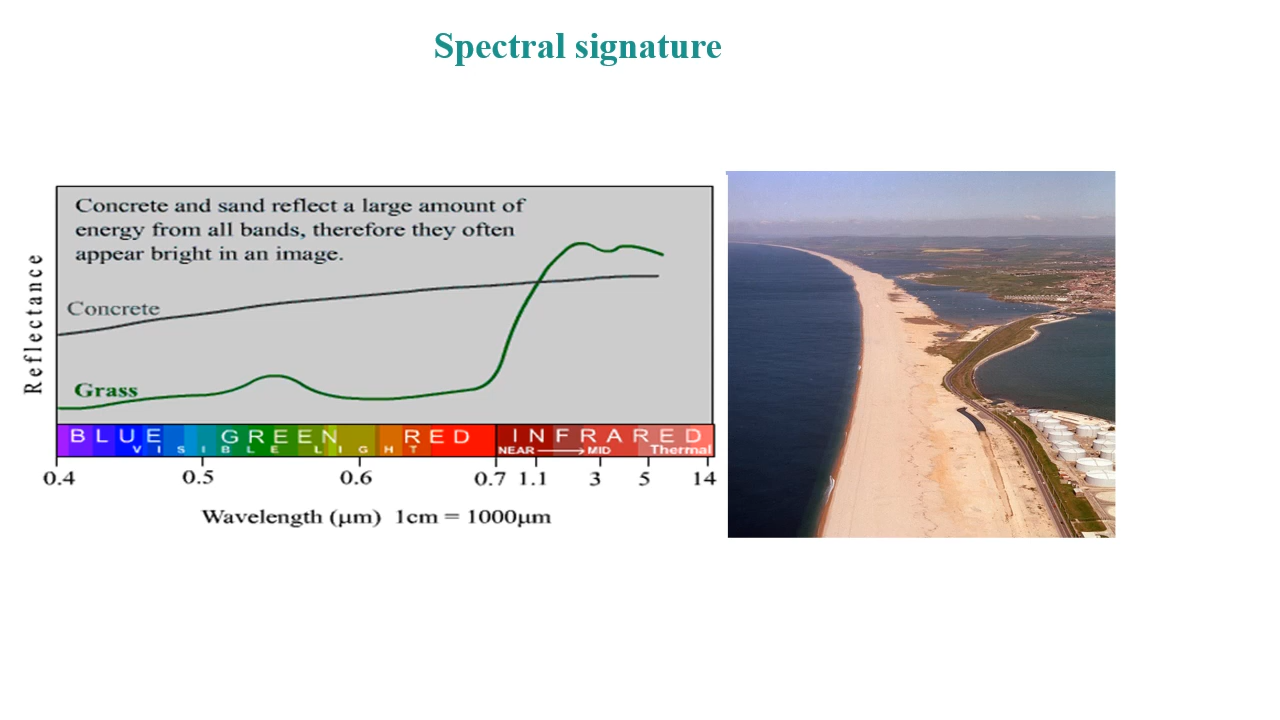 Spectral signature
Concrete and sand reflect a large amount of
energy from all bands, therefore they often
appear bright in an image.
Reflectance
Concrete
Grass
BLUE GREEN RED INFRARED
VISIBLE LIGHT NEAR MID Thermal
0.4 0.5 0.6 0.7 1.1 3 5 14
Wavelength (μm) 1cm = 1000μm